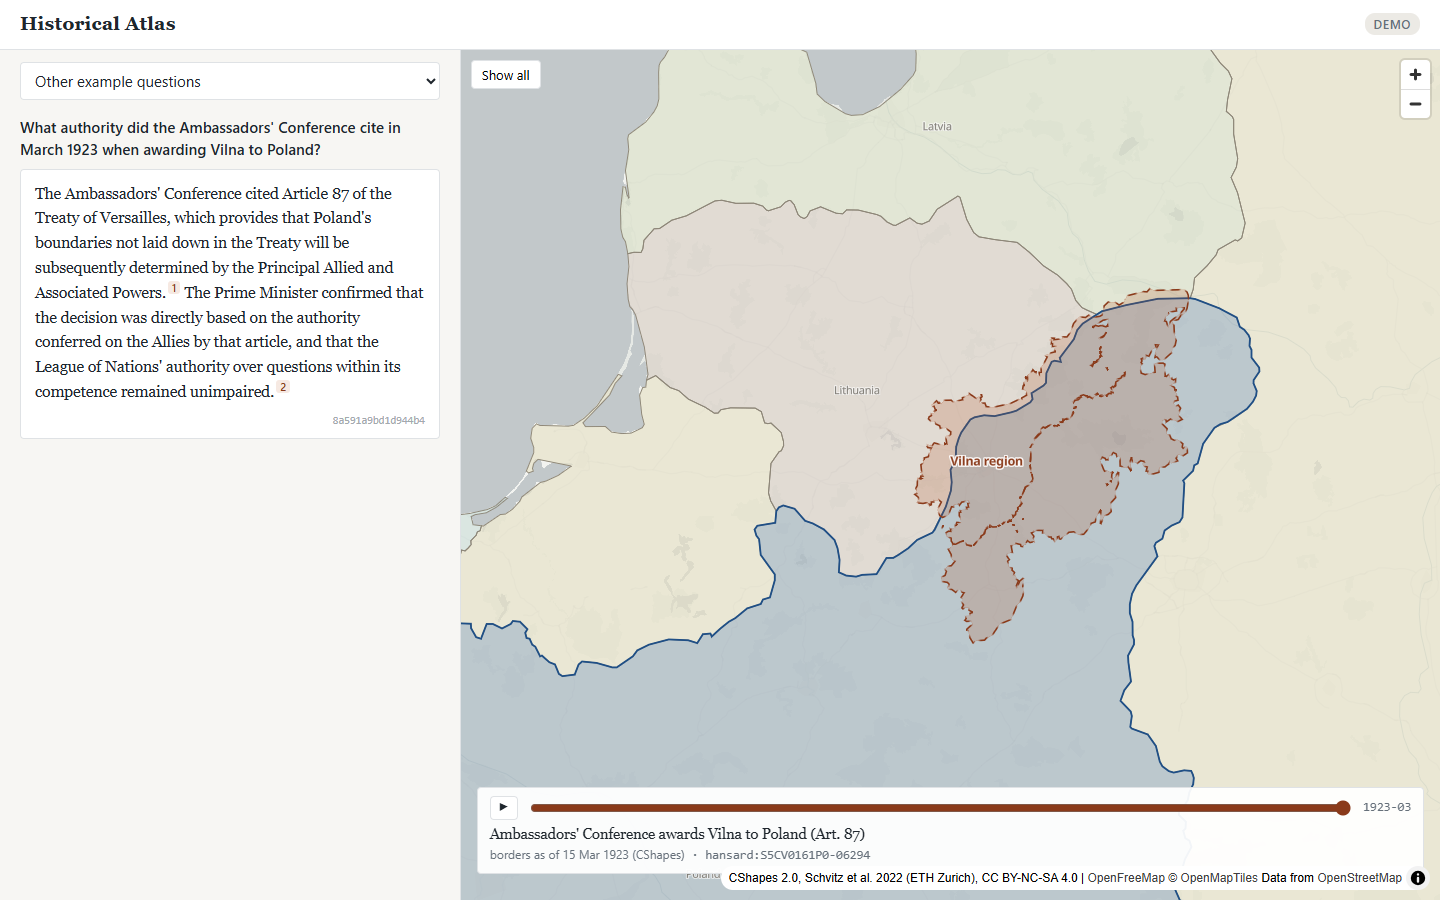 Historical Atlas
DEMO
Other example questions
What authority did the Ambassadors' Conference cite in
March 1923 when awarding Vilna to Poland?
The Ambassadors' Conference cited Article 87 of the
Treaty of Versailles, which provides that Poland's
boundaries not laid down in the Treaty will be
subsequently determined by the Principal Allied and
Associated Powers. 1 The Prime Minister confirmed that
the decision was directly based on the authority
conferred on the Allies by that article, and that the
League of Nations' authority over questions within its
competence remained unimpaired. 2
8a591a9bd1d944b4
Show all
Latvia
Lithuania
Vilna region
1923-03
Ambassadors' Conference awards Vilna to Poland (Art. 87)
borders as of 15 Mar 1923 (CShapes) · hansard:S5CV0161P0-06294
Poland
CShapes 2.0, Schvitz et al. 2022 (ETH Zurich), CC BY-NC-SA 4.0 | OpenFreeMap © OpenMapTiles Data from OpenStreetMap